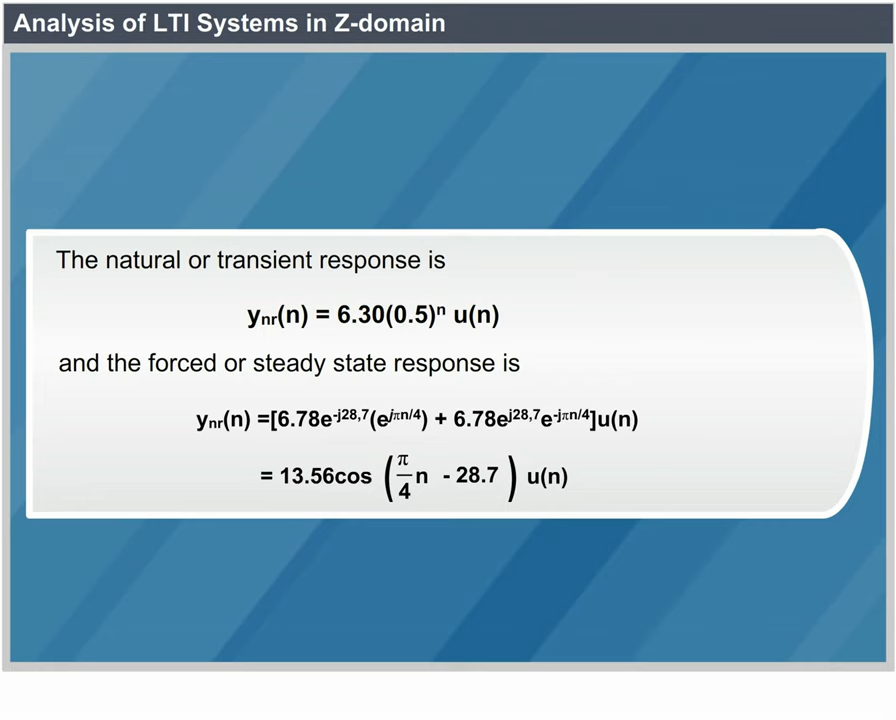 Analysis of LTI Systems in Z-domain
The natural or transient response is
ynr(n) = 6.30(0.5)ⁿ u(n)
and the forced or steady state response is
ynr(n) =[6.78e^-j28,7(e^jπn/4) + 6.78e^j28,7e^-jπn/4]u(n)
= 13.56cos (π/4 n - 28.7) u(n)